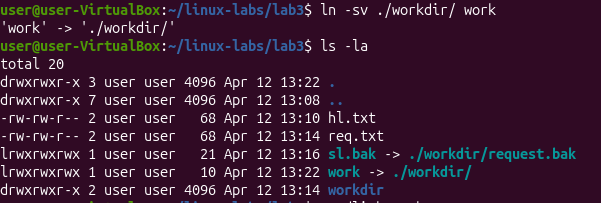 user@user-VirtualBox:~/linux-labs/lab3$ ln -sv ./workdir/ work
'work' -> './workdir/'
user@user-VirtualBox:~/linux-labs/lab3$ ls -la
total 20
drwxrwxr-x 3 user user 4096 Apr 12 13:22 .
drwxrwxr-x 7 user user 4096 Apr 12 13:08 ..
-rw-rw-r-- 2 user user   68 Apr 12 13:10 hl.txt
-rw-rw-r-- 2 user user   68 Apr 12 13:14 req.txt
lrwxrwxrwx 1 user user   21 Apr 12 13:16 sl.bak -> ./workdir/request.bak
lrwxrwxrwx 1 user user   10 Apr 12 13:22 work -> ./workdir/
drwxrwxr-x 2 user user 4096 Apr 12 13:14 workdir